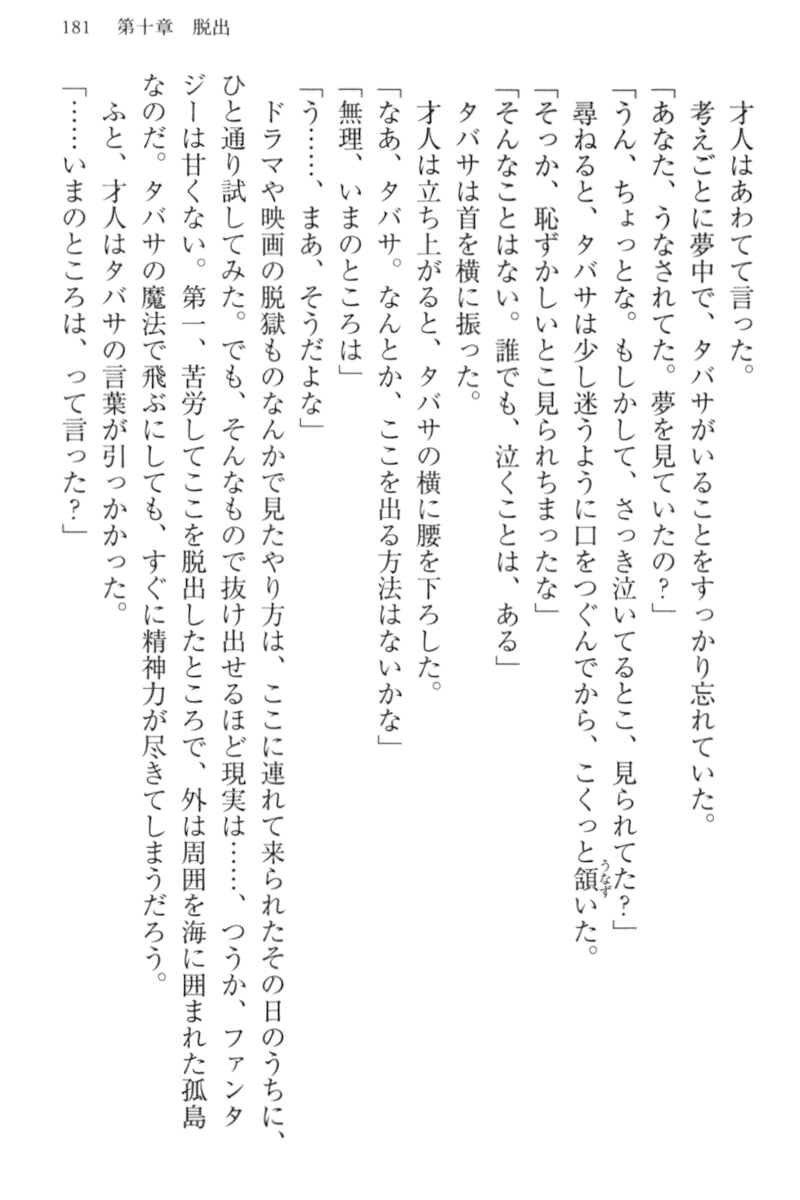 181　第十章　脱出
才人はあわてて言った。
考えごとに夢中で、タバサがいることをすっかり忘れていた。
「あなた、うなされてた。夢を見ていたの？」
「うん、ちょっとな。もしかして、さっき泣いてるとこ、見られてた？」
尋ねると、タバサは少し迷うように口をつぐんでから、こくっと頷いた。
「そっか、恥ずかしいとこ見られちまったな」
「そんなことはない。誰でも、泣くことは、ある」
タバサは首を横に振った。
才人は立ち上がると、タバサの横に腰を下ろした。
「なあ、タバサ。なんとか、ここを出る方法はないかな」
「無理、いまのところは」
「う……、まあ、そうだよな」
ドラマや映画の脱獄ものなんかで見たやり方は、ここに連れて来られたその日のうちに、
ひと通り試してみた。でも、そんなもので抜け出せるほど現実は……、つうか、ファンタ
ジーは甘くない。第一、苦労してここを脱出したところで、外は周囲を海に囲まれた孤島
なのだ。タバサの魔法で飛ぶにしても、すぐに精神力が尽きてしまうだろう。
ふと、才人はタバサの言葉が引っかかった。
「……いまのところは、って言った？」